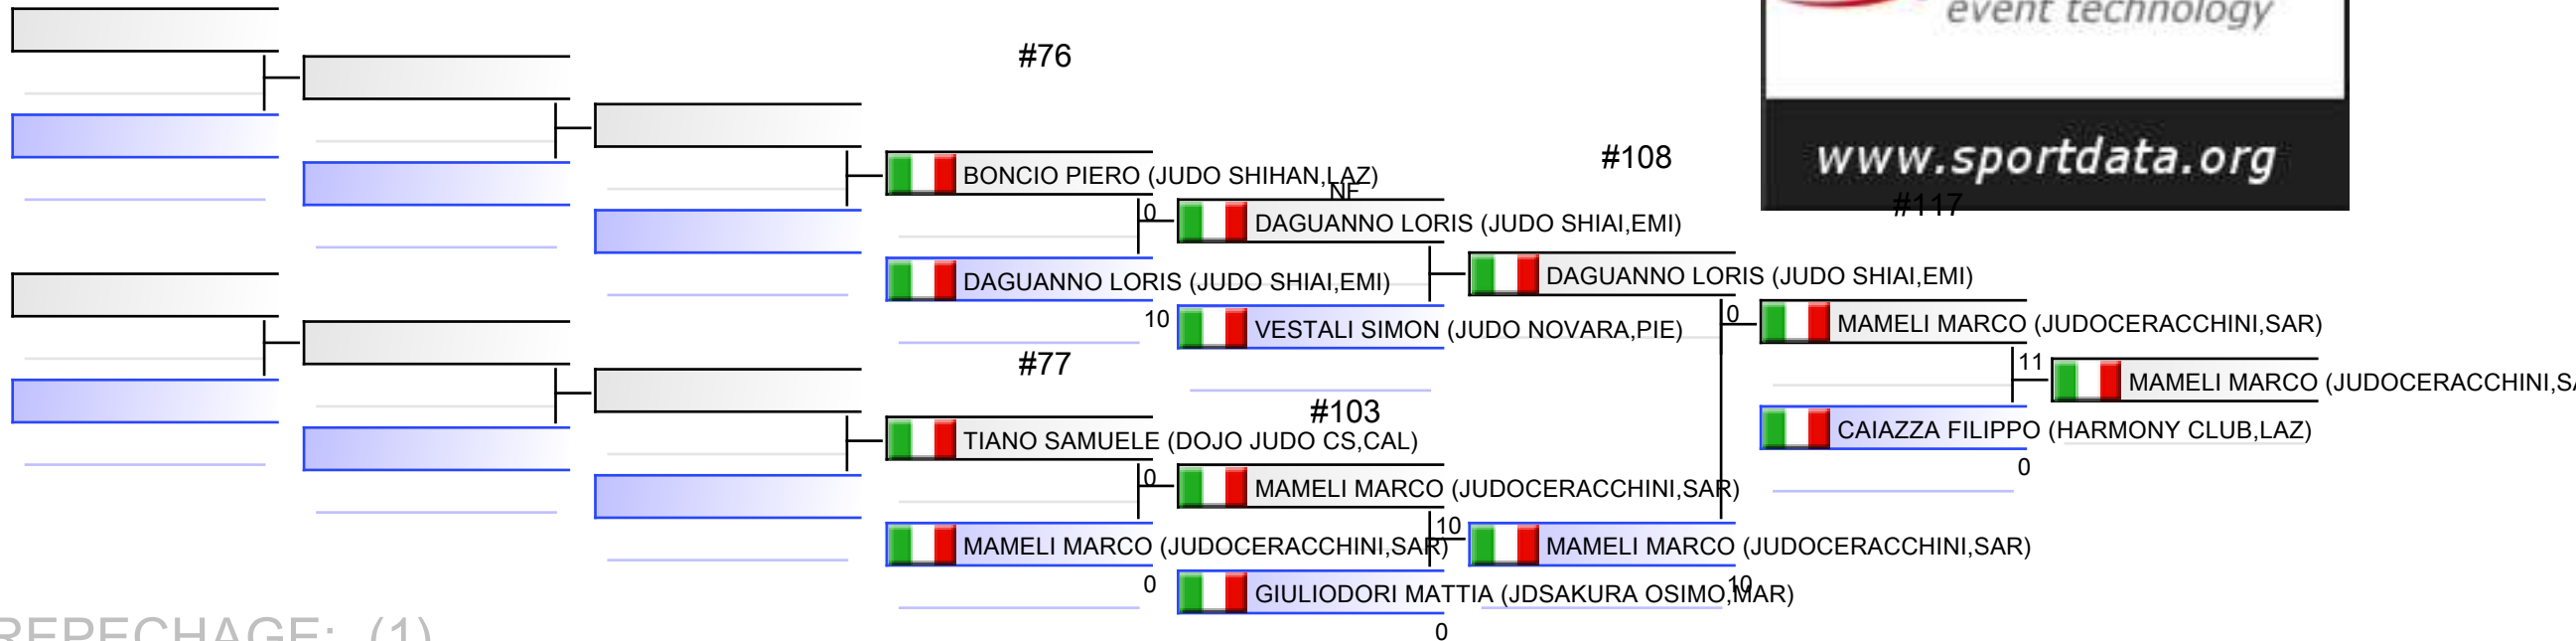 event technology
#76
#108
www.sportdata.org
BONCIO PIERO (JUDO SHIHAN,LAZ)
NF
#117
0
DAGUANNO LORIS (JUDO SHIAI,EMI)
DAGUANNO LORIS (JUDO SHIAI,EMI)
DAGUANNO LORIS (JUDO SHIAI,EMI)
10
VESTALI SIMON (JUDO NOVARA,PIE)
0
MAMELI MARCO (JUDOCERACCHINI,SAR)
#77
11
MAMELI MARCO (JUDOCERACCHINI,SA
#103
TIANO SAMUELE (DOJO JUDO CS,CAL)
CAIAZZA FILIPPO (HARMONY CLUB,LAZ)
0
0
MAMELI MARCO (JUDOCERACCHINI,SAR)
10
MAMELI MARCO (JUDOCERACCHINI,SAR)
MAMELI MARCO (JUDOCERACCHINI,SAR)
0
GIULIODORI MATTIA (JDSAKURA OSIMO,MAR)
10
0
REPECHAGE: (1)